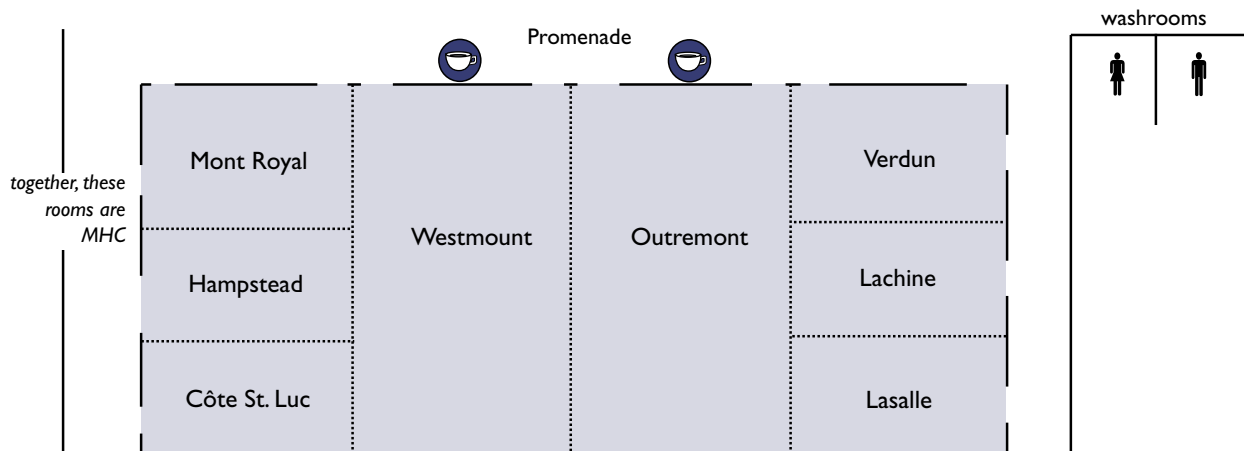 washrooms
Promenade
Mont Royal
Verdun
together, these
rooms are
MHC
Westmount
Outremont
Hampstead
Lachine
Côte St. Luc
Lasalle